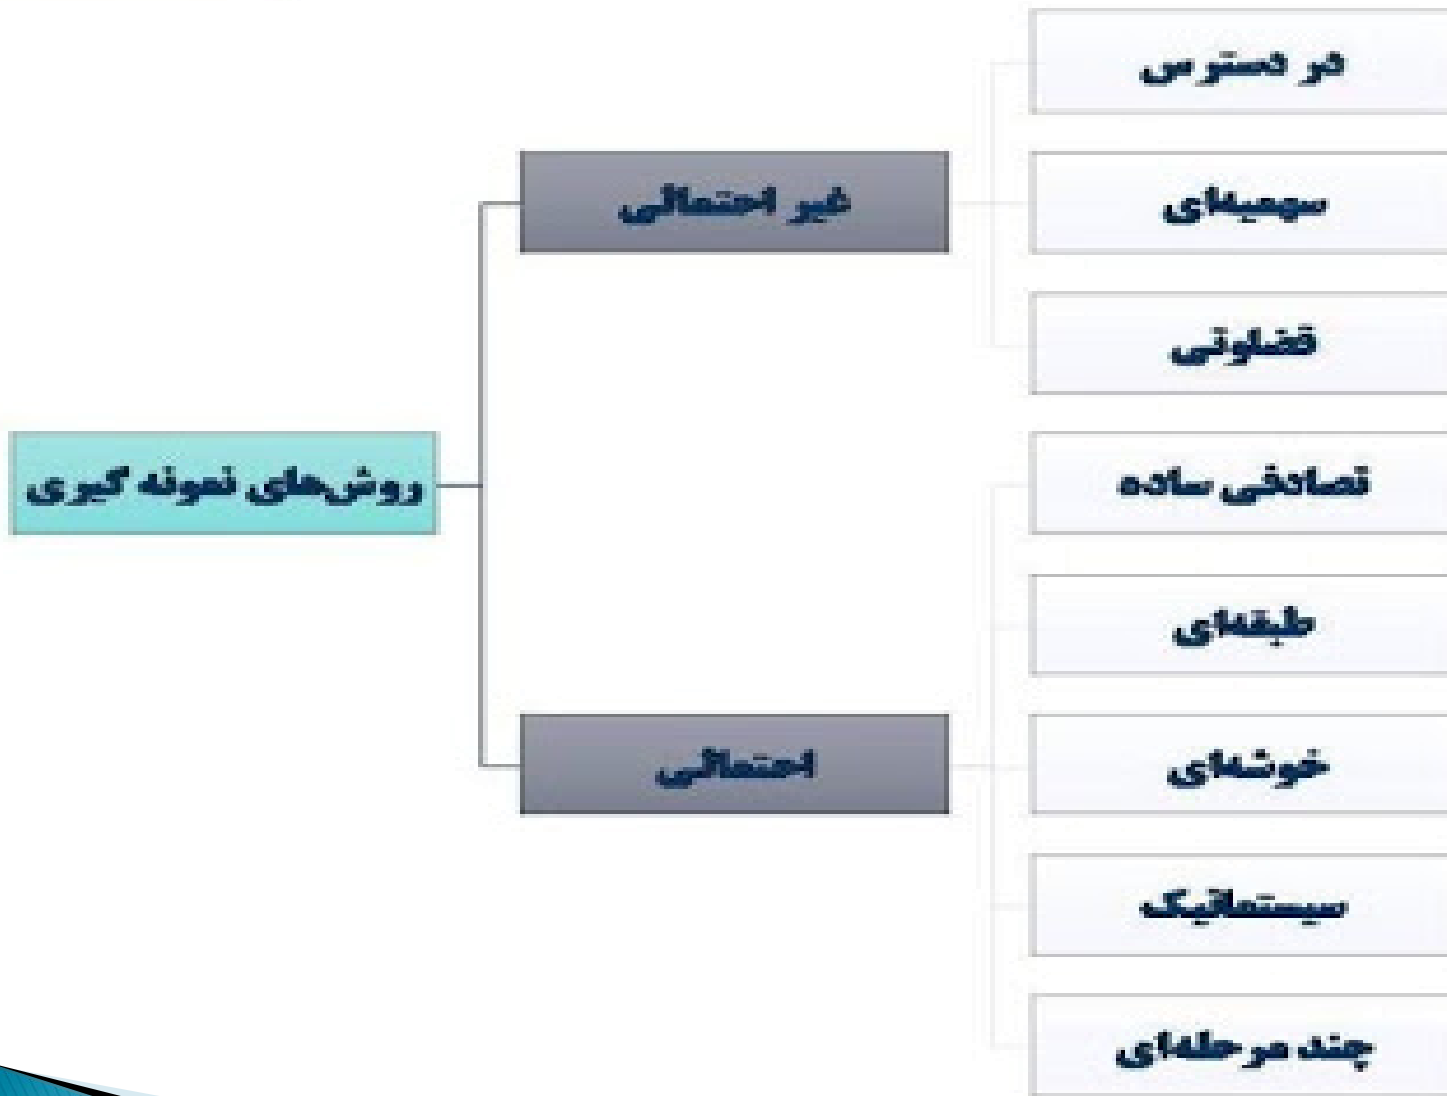 روش‌های نمونه گیری
غیر احتمالی
در دسترس
سهمیه‌ای
قضاوتی
احتمالی
تصادفی ساده
طبقه‌ای
خوشه‌ای
سیستماتیک
چند مرحله‌ای